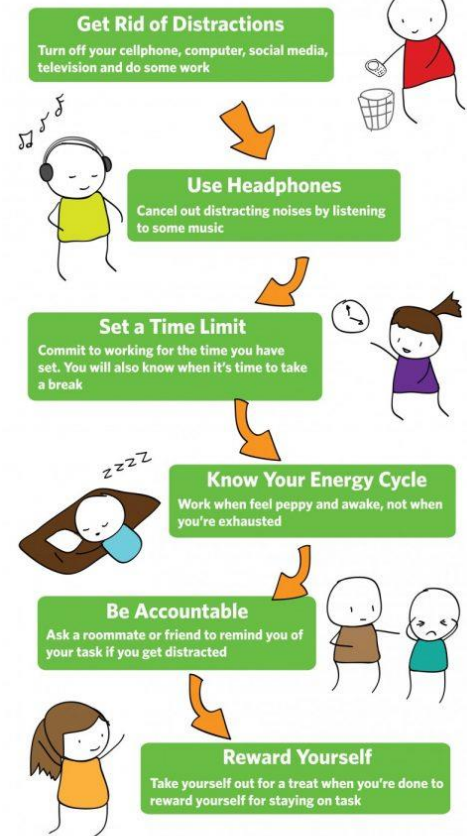 Get Rid of Distractions
Turn off your cellphone, computer, social media,
television and do some work
Use Headphones
Cancel out distracting noises by listening
to some music
Set a Time Limit
Commit to working for the time you have
set. You will also know when it's time to take
a break
zzzz
Know Your Energy Cycle
Work when feel peppy and awake, not when
you're exhausted
Be Accountable
Ask a roommate or friend to remind you of
your task if you get distracted
Reward Yourself
Take yourself out for a treat when you're done to
reward yourself for staying on task